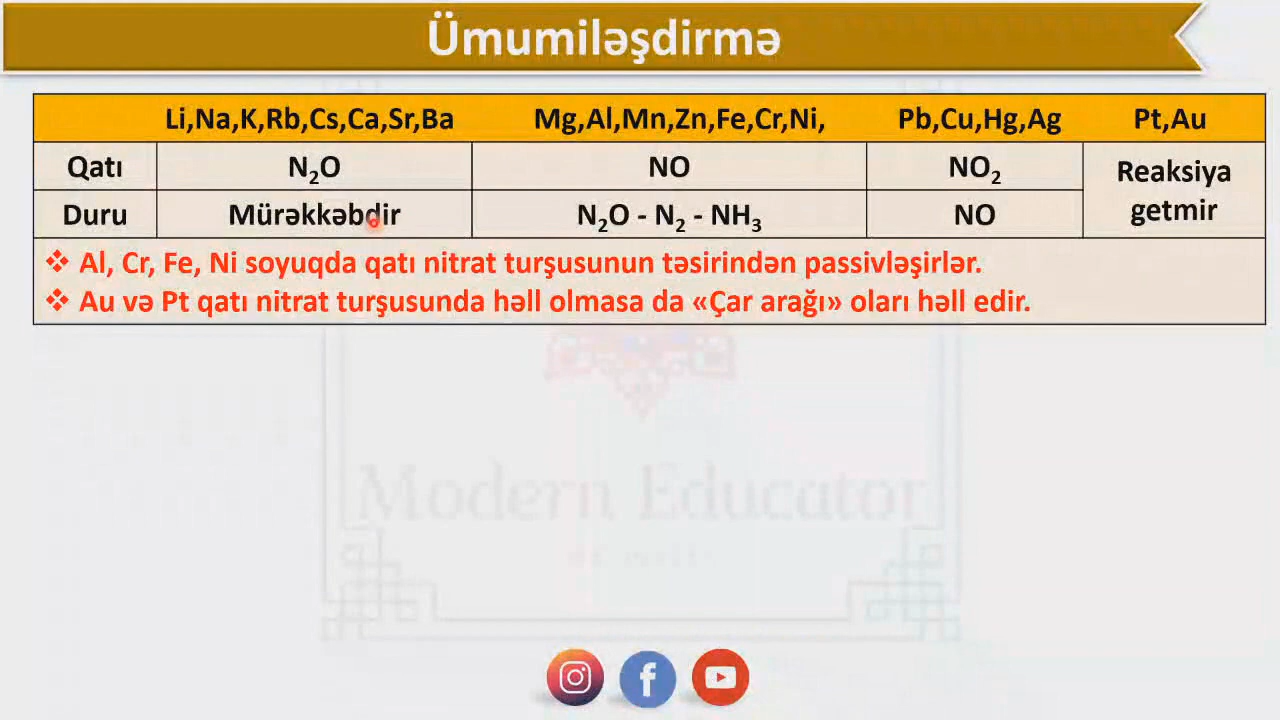 Ümumiləşdirmə
Li,Na,K,Rb,Cs,Ca,Sr,Ba Mg,Al,Mn,Zn,Fe,Cr,Ni, Pb,Cu,Hg,Ag Pt,Au
Qatı N₂O NO NO₂ Reaksiya getmir
Duru Mürəkkəbdir N₂O - N₂ - NH₃ NO
❖ Al, Cr, Fe, Ni soyuqda qatı nitrat turşusunun təsirindən passivləşirlər.
❖ Au və Pt qatı nitrat turşusunda həll olmasa da «Çar arağı» oları həll edir.
Modern Educator